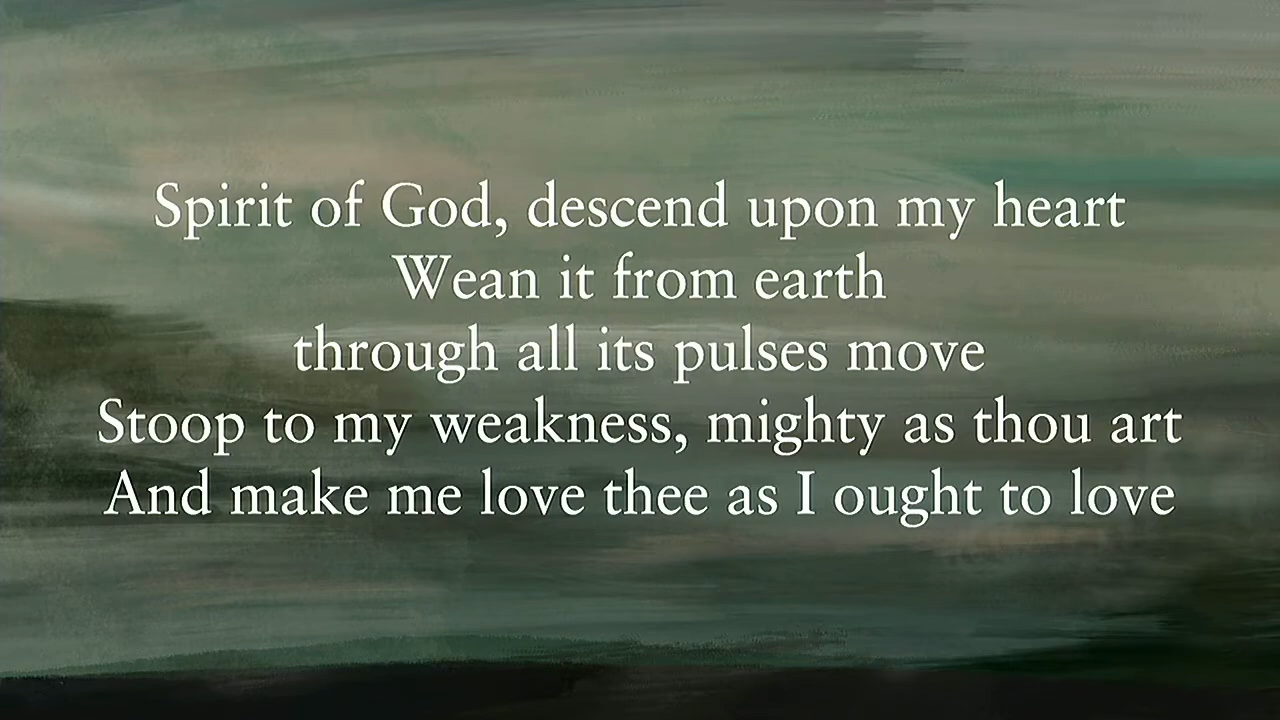 Spirit of God, descend upon my heart
Wean it from earth
through all its pulses move
Stoop to my weakness, mighty as thou art
And make me love thee as I ought to love